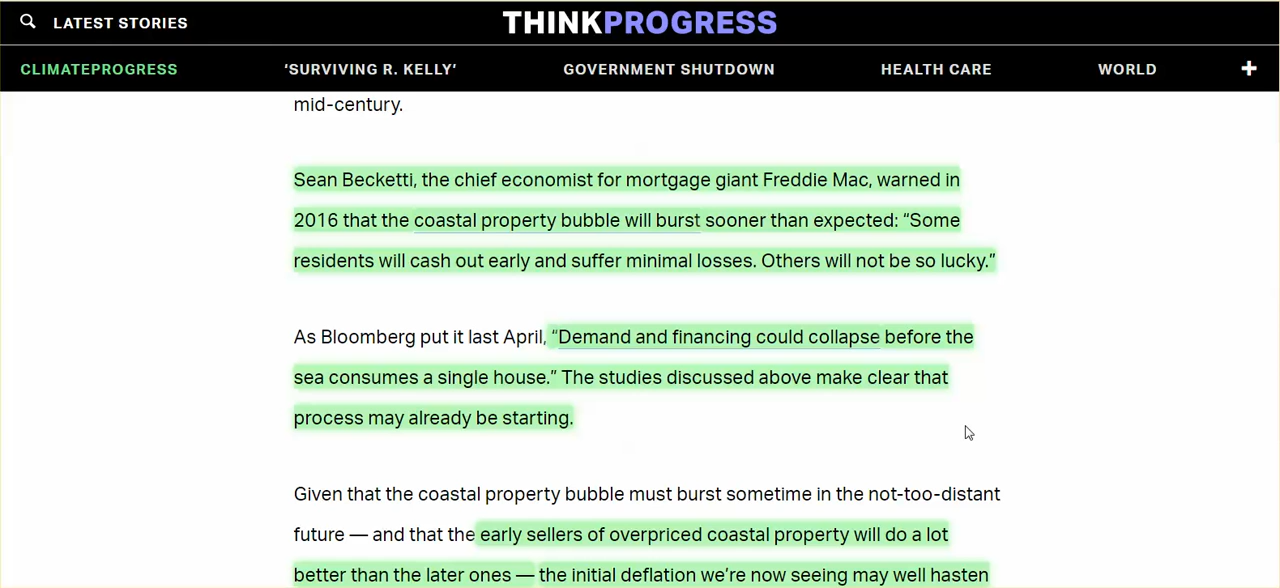 LATEST STORIES
THINKPROGRESS
CLIMATEPROGRESS
‘SURVIVING R. KELLY’
GOVERNMENT SHUTDOWN
HEALTH CARE
WORLD
+
mid-century.
Sean Becketti, the chief economist for mortgage giant Freddie Mac, warned in
2016 that the coastal property bubble will burst sooner than expected: “Some
residents will cash out early and suffer minimal losses. Others will not be so lucky.”
As Bloomberg put it last April, “Demand and financing could collapse before the
sea consumes a single house.” The studies discussed above make clear that
process may already be starting.
Given that the coastal property bubble must burst sometime in the not-too-distant
future — and that the early sellers of overpriced coastal property will do a lot
better than the later ones — the initial deflation we’re now seeing may well hasten